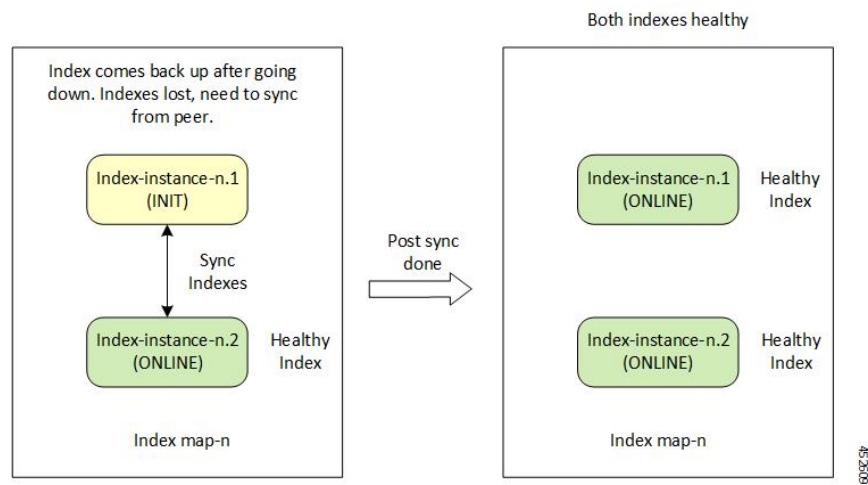 Both indexes healthy
Index comes back up after going
down. Indexes lost, need to sync
from peer.
Index-instance-n.1
(INIT)
Sync
Indexes
Index-instance-n.2
(ONLINE)
Healthy
Index
Index map-n
Post sync
done
Index-instance-n.1
(ONLINE)
Healthy
Index
Index-instance-n.2
(ONLINE)
Healthy
Index
Index map-n